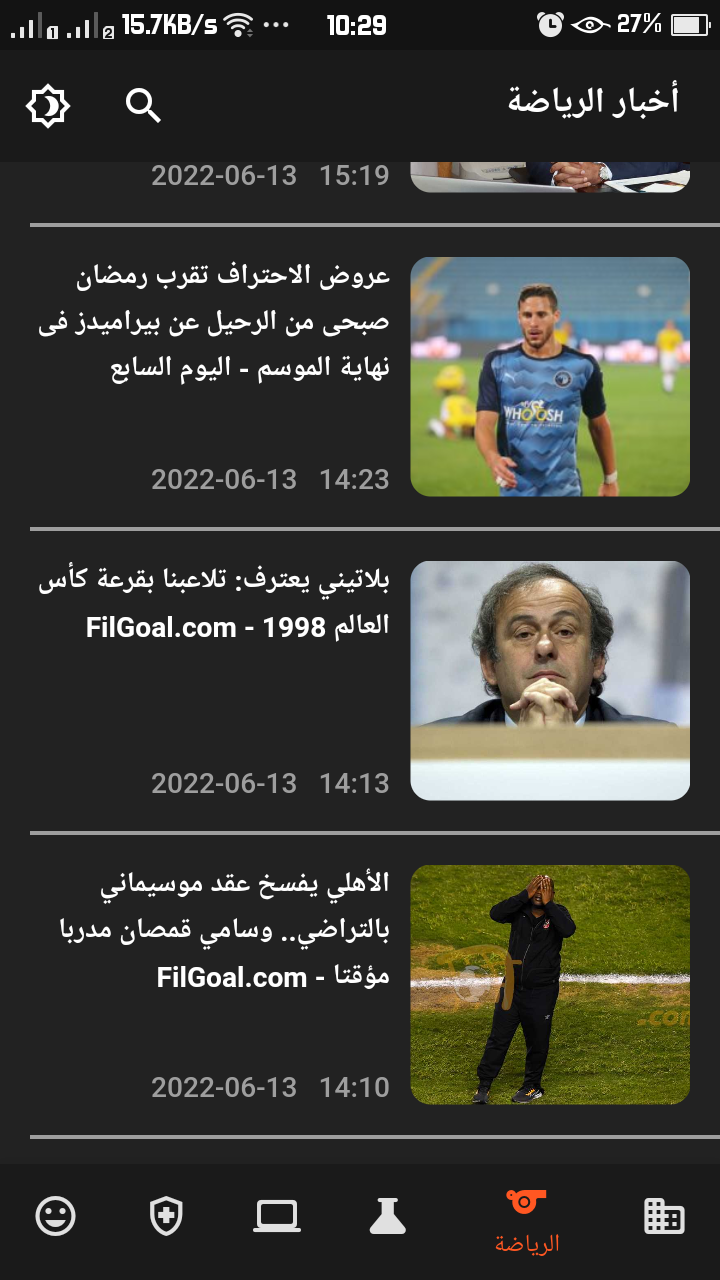 15.7KB/s
10:29
27%
أخبار الرياضة
2022-06-13 15:19
عروض الاحتراف تقرب رمضان
صبحى من الرحيل عن بيراميدز فى
نهاية الموسم - اليوم السابع
WHOOSH
2022-06-13 14:23
بلاتيني يعترف: تلاعبنا بقرعة كأس
العالم 1998 - FilGoal.com
2022-06-13 14:13
الأهلي يفسخ عقد موسيماني
بالتراضي.. وسامي قمصان مدربا
مؤقتا - FilGoal.com
2022-06-13 14:10
الرياضة